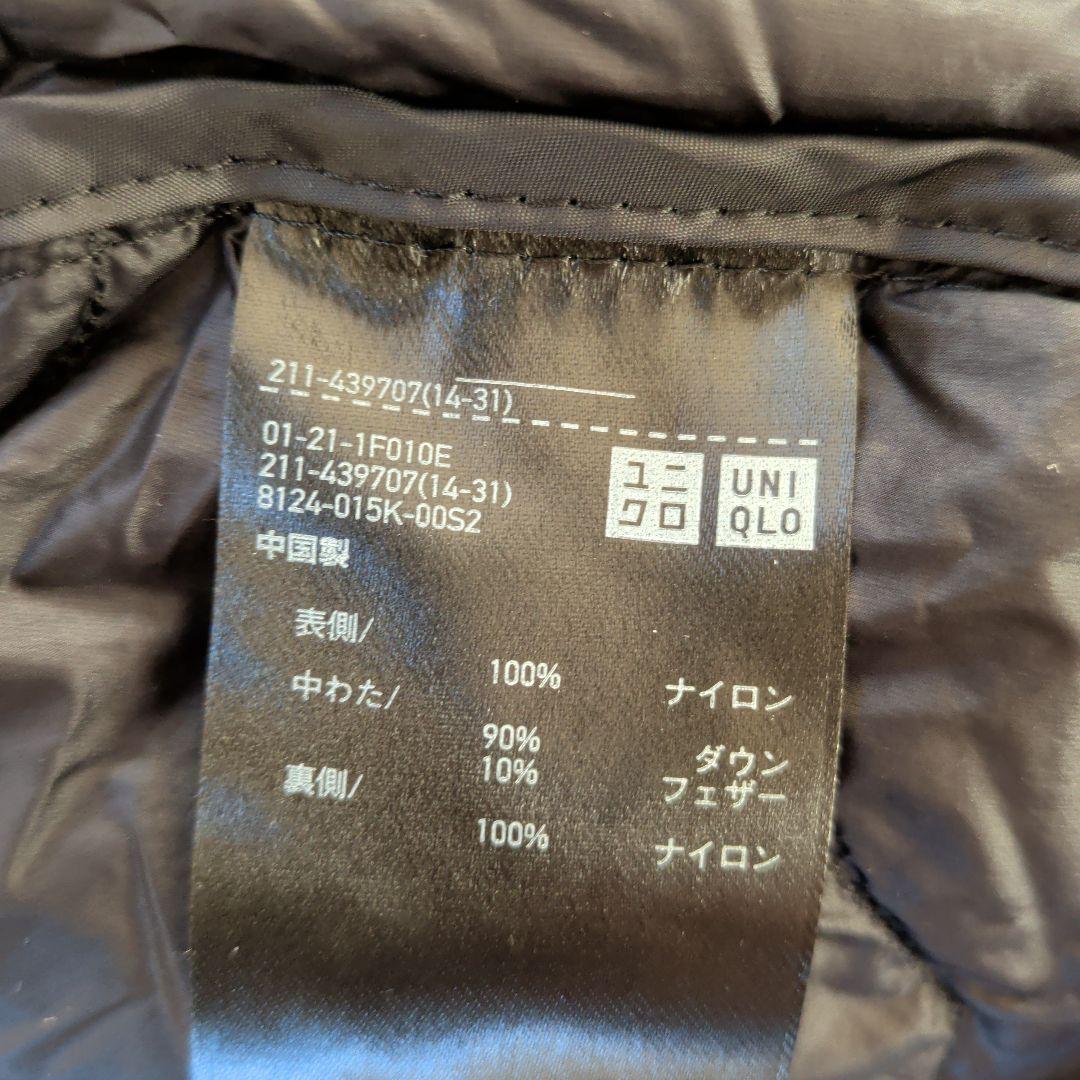 211-439707(14-31)
01-21-1F010E
211-439707(14-31)
8124-015K-00S2
中国製
ユニ
クロ
UNI
QLO
表側/
100% ナイロン
中わた/
90% ダウン
10% フェザー
裏側/
100% ナイロン